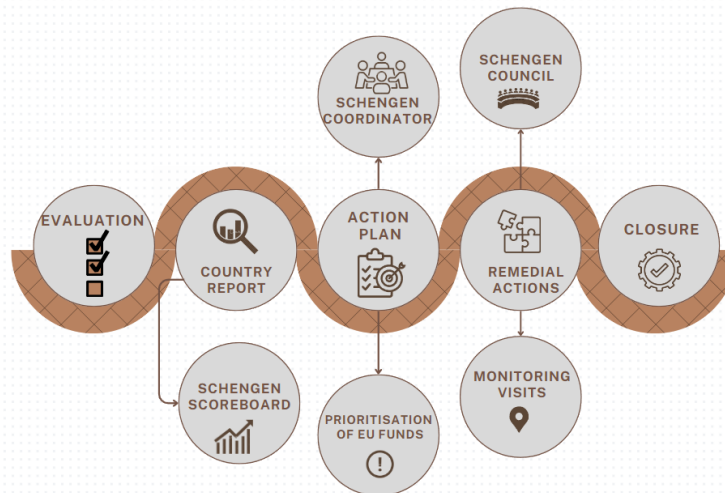 SCHENGEN
COORDINATOR
SCHENGEN
COUNCIL
EVALUATION
COUNTRY
REPORT
ACTION
PLAN
REMEDIAL
ACTIONS
CLOSURE
SCHENGEN
SCOREBOARD
PRIORITISATION
OF EU FUNDS
MONITORING
VISITS